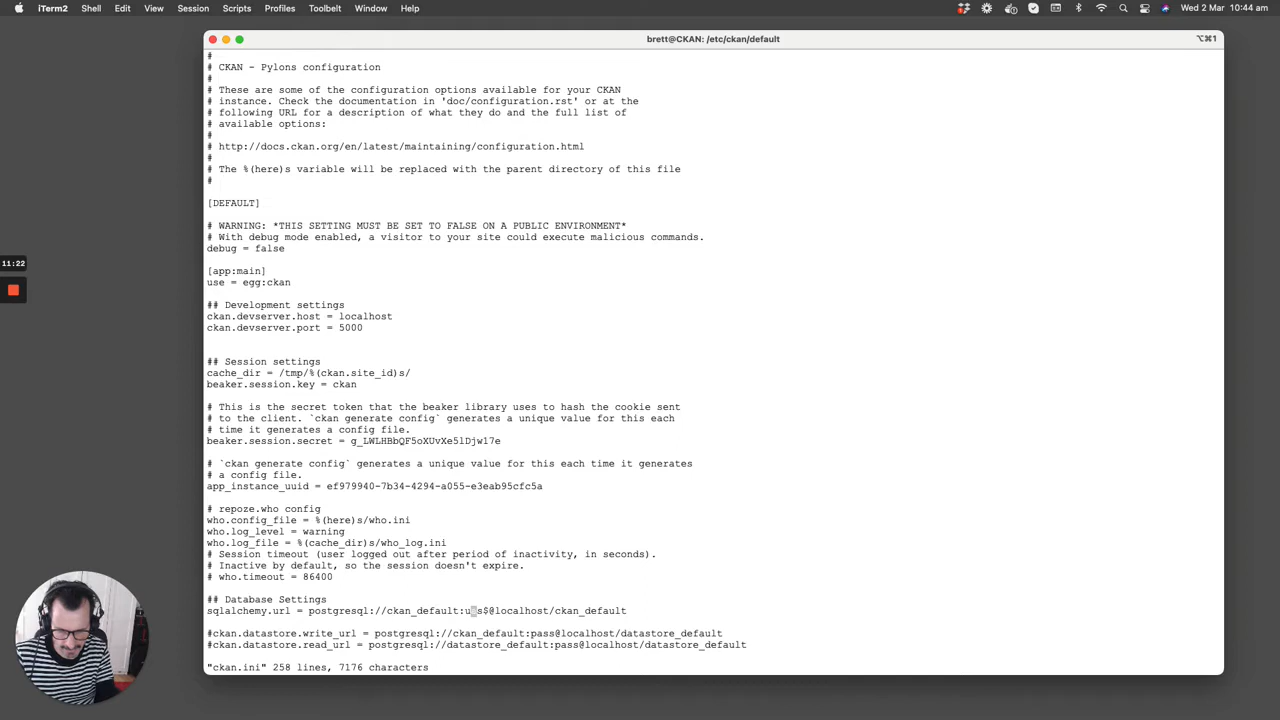 iTerm2 Shell Edit View Session Scripts Profiles Toolbelt Window Help Wed 2 Mar 10:44 am
brett@CKAN: /etc/ckan/default ⌥⌘1
#
# CKAN - Pylons configuration
#
# These are some of the configuration options available for your CKAN
# instance. Check the documentation in 'doc/configuration.rst' or at the
# following URL for a description of what they do and the full list of
# available options:
#
# http://docs.ckan.org/en/latest/maintaining/configuration.html
#
# The %(here)s variable will be replaced with the parent directory of this file
#
[DEFAULT]
# WARNING: *THIS SETTING MUST BE SET TO FALSE ON A PUBLIC ENVIRONMENT*
# With debug mode enabled, a visitor to your site could execute malicious commands.
debug = false
[app:main]
use = egg:ckan
## Development settings
ckan.devserver.host = localhost
ckan.devserver.port = 5000
## Session settings
cache_dir = /tmp/%(ckan.site_id)s/
beaker.session.key = ckan
# This is the secret token that the beaker library uses to hash the cookie sent
# to the client. `ckan generate config` generates a unique value for this each
# time it generates a config file.
beaker.session.secret = g_LWLHBbQF5oXUvXe5lDjwl7e
# `ckan generate config` generates a unique value for this each time it generates
# a config file.
app_instance_uuid = ef979940-7b34-4294-a055-e3eab95cfc5a
# repoze.who config
who.config_file = %(here)s/who.ini
who.log_level = warning
who.log_file = %(cache_dir)s/who_log.ini
# Session timeout (user logged out after period of inactivity, in seconds).
# Inactive by default, so the session doesn't expire.
# who.timeout = 86400
## Database Settings
sqlalchemy.url =
#ckan.datastore.write_url = postgresql://ckan_default:pass@localhost/datastore_default
#ckan.datastore.read_url = postgresql://datastore_default:pass@localhost/datastore_default
"ckan.ini" 258 lines, 7176 characters
11:22